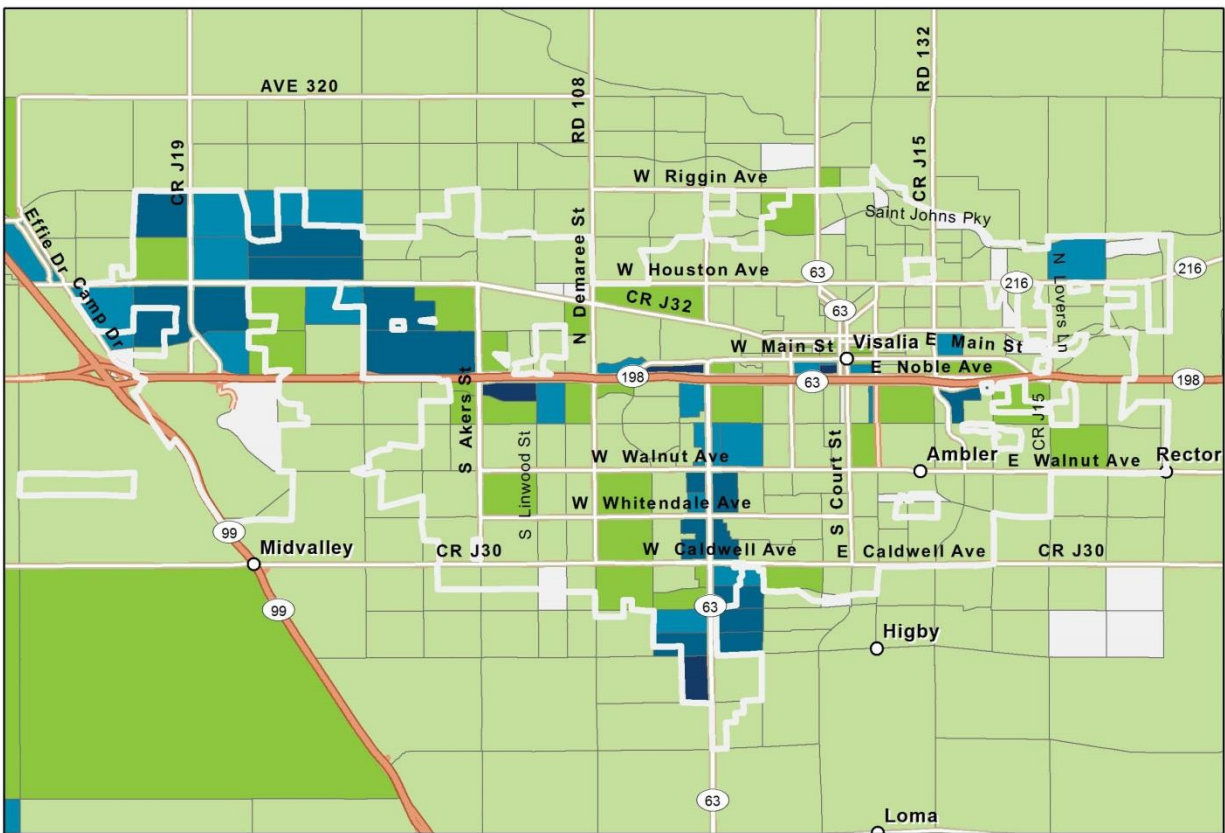 AVE 320
RD 108
RD 132
CR J19
CR J15
W Riggin Ave
Saint Johns Pky
Effie Dr
Camp Dr
N Demaree St
W Houston Ave
63
216
216
N Lovers Ln
CR J32
63
W Main St
Visalia
E Main St
E Noble Ave
198
63
198
S Akers St
S Linwood St
CR J15
W Walnut Ave
S Court St
Ambler
E Walnut Ave
Rector
W Whitendale Ave
99
Midvalley
CR J30
W Caldwell Ave
E Caldwell Ave
CR J30
99
63
Higby
63
Loma